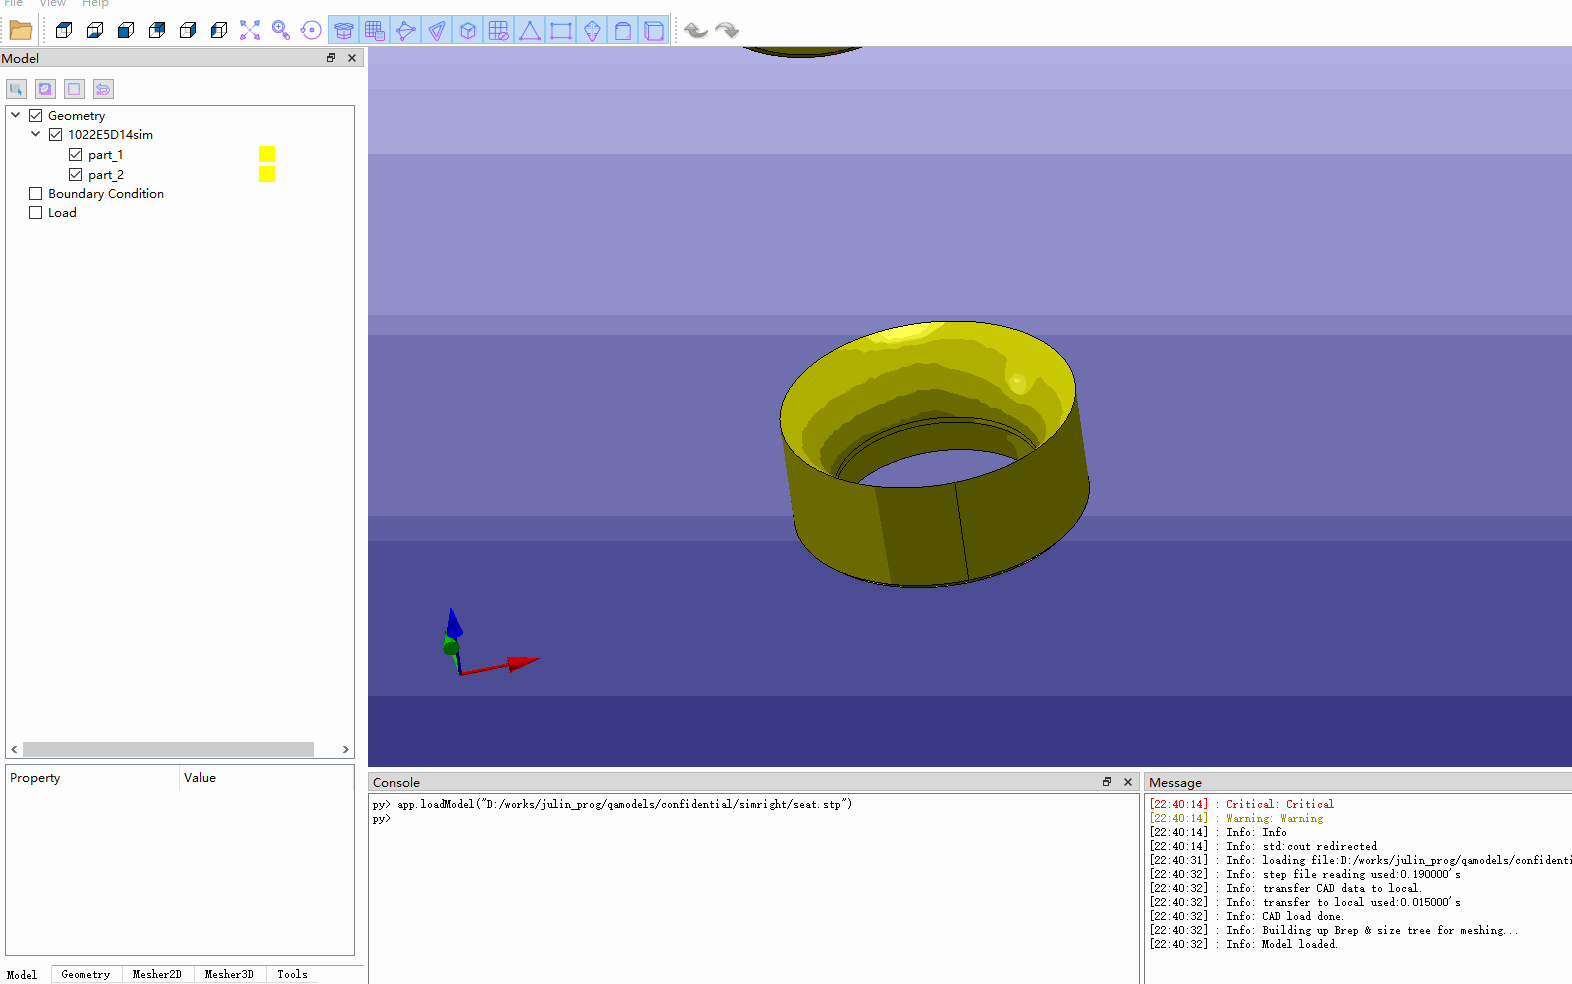 File View Help
Model
Geometry
1022E5D14sim
part_1
part_2
Boundary Condition
Load
Property Value
Model Geometry Mesher2D Mesher3D Tools
Console
py> app.loadModel("D:/works/julin_prog/qamodels/confidential/simright/seat.stp")
py>
Message
[22:40:14] : Critical: Critical
[22:40:14] : Warning: Warning
[22:40:14] : Info: Info
[22:40:14] : Info: std:cout redirected
[22:40:31] : Info: loading file:D:/works/julin_prog/qamodels/confidenti
[22:40:32] : Info: step file reading used:0.190000's
[22:40:32] : Info: transfer CAD data to local.
[22:40:32] : Info: transfer to local used:0.015000's
[22:40:32] : Info: CAD load done.
[22:40:32] : Info: Building up Brep & size tree for meshing...
[22:40:32] : Info: Model loaded.